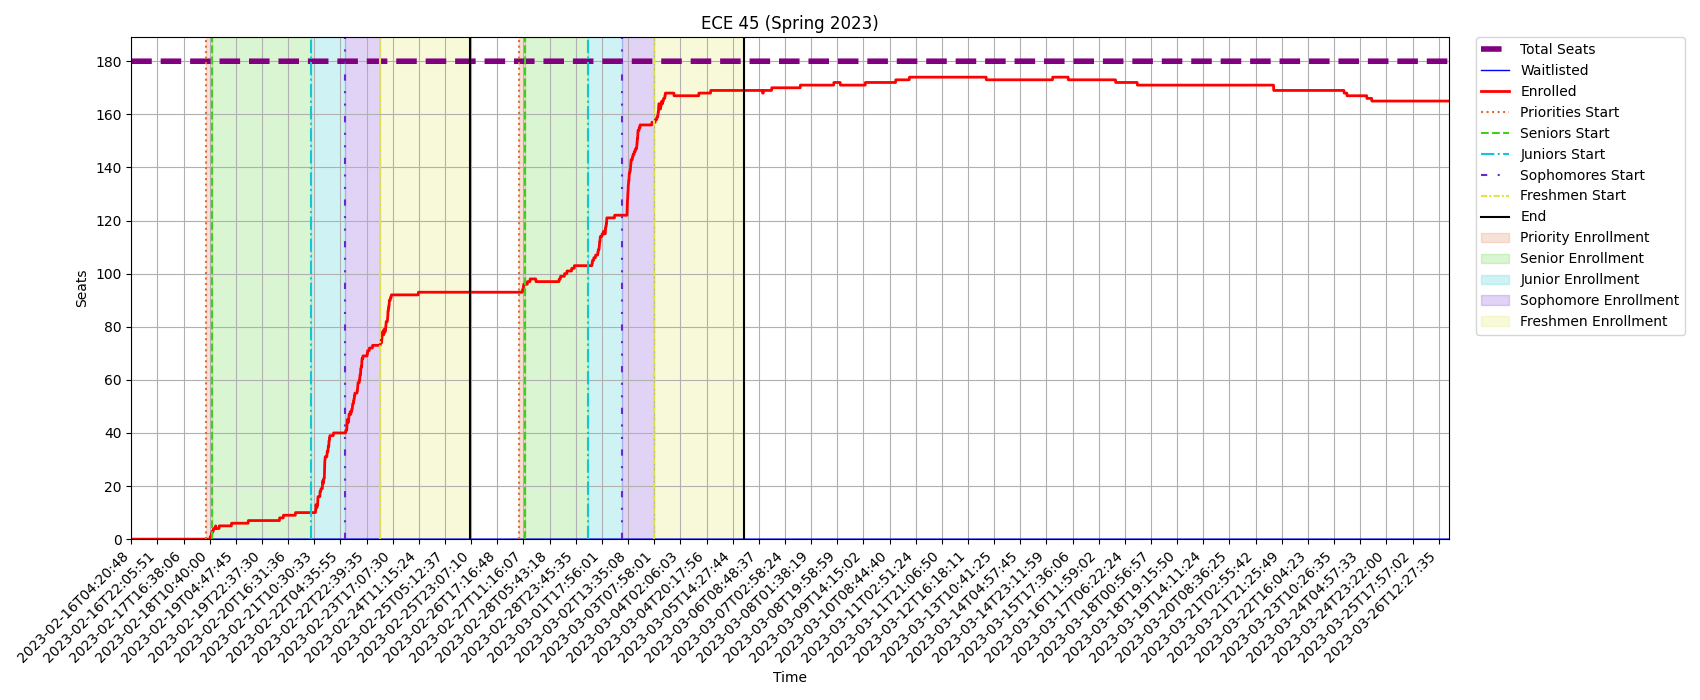 ECE 45 (Spring 2023)
Seats
180
160
140
120
100
80
60
40
20
0
2023-02-16T04:20:48
2023-02-16T22:05:51
2023-02-17T16:38:06
2023-02-18T10:40:00
2023-02-19T04:47:45
2023-02-19T22:37:30
2023-02-20T16:31:36
2023-02-21T10:30:33
2023-02-22T04:35:55
2023-02-22T22:39:35
2023-02-23T17:07:30
2023-02-24T11:15:24
2023-02-25T05:12:37
2023-02-25T23:07:10
2023-02-26T17:16:48
2023-02-27T11:16:07
2023-02-28T05:43:18
2023-02-28T23:45:35
2023-03-01T17:56:01
2023-03-02T13:35:08
2023-03-03T07:58:01
2023-03-04T02:06:03
2023-03-04T20:17:56
2023-03-05T14:27:44
2023-03-06T08:48:37
2023-03-07T02:58:24
2023-03-08T01:38:19
2023-03-08T19:58:59
2023-03-09T14:15:02
2023-03-10T08:44:40
2023-03-11T02:51:24
2023-03-11T21:06:50
2023-03-12T16:18:11
2023-03-13T10:41:25
2023-03-14T04:57:45
2023-03-14T23:11:59
2023-03-15T17:36:06
2023-03-16T11:59:02
2023-03-17T06:22:24
2023-03-18T00:56:57
2023-03-18T19:15:50
2023-03-19T14:11:24
2023-03-20T08:36:25
2023-03-21T02:55:42
2023-03-21T21:25:49
2023-03-22T16:04:23
2023-03-23T10:26:35
2023-03-24T04:57:33
2023-03-24T23:22:00
2023-03-25T17:57:02
2023-03-26T12:27:35
Time
Total Seats
Waitlisted
Enrolled
Priorities Start
Seniors Start
Juniors Start
Sophomores Start
Freshmen Start
End
Priority Enrollment
Senior Enrollment
Junior Enrollment
Sophomore Enrollment
Freshmen Enrollment